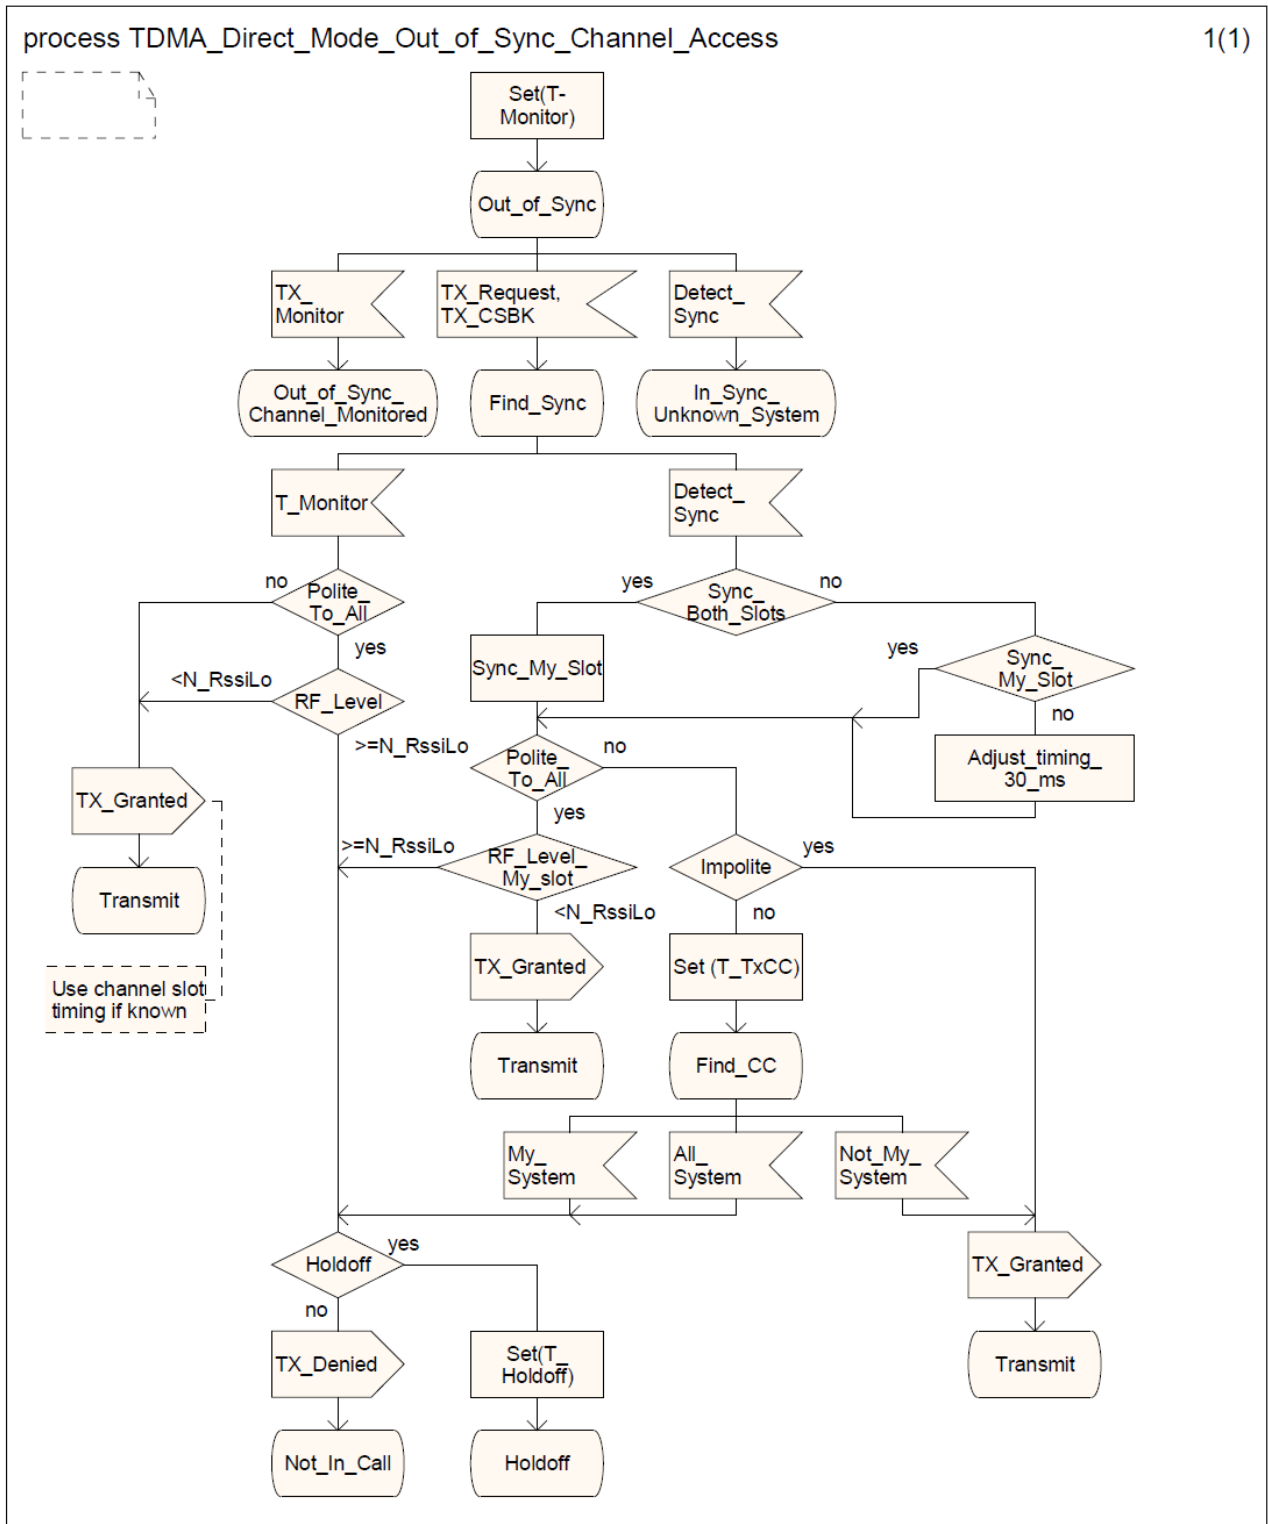 process TDMA_Direct_Mode_Out_of_Sync_Channel_Access
1(1)
Set(T-
Monitor)
Out_of_Sync
TX_
Monitor
TX_Request,
TX_CSBK
Detect_
Sync
Out_of_Sync_
Channel_Monitored
Find_Sync
In_Sync_
Unknown_System
T_Monitor
Detect_
Sync
no
Polite_
To_All
yes
yes
Sync_
Both_Slots
no
<N_RssiLo
RF_Level
>=N_RssiLo
Sync_My_Slot
yes
Sync_
My_Slot
no
Adjust_timing_
30_ms
Polite_
To_All
no
yes
TX_Granted
Transmit
Use channel slot
timing if known
>=N_RssiLo
RF_Level_
My_slot
<N_RssiLo
Impolite
yes
no
TX_Granted
Transmit
Set (T_TxCC)
Find_CC
My_
System
All_
System
Not_My_
System
Holdoff
yes
no
TX_Granted
Transmit
TX_Denied
Set(T_
Holdoff)
Not_In_Call
Holdoff